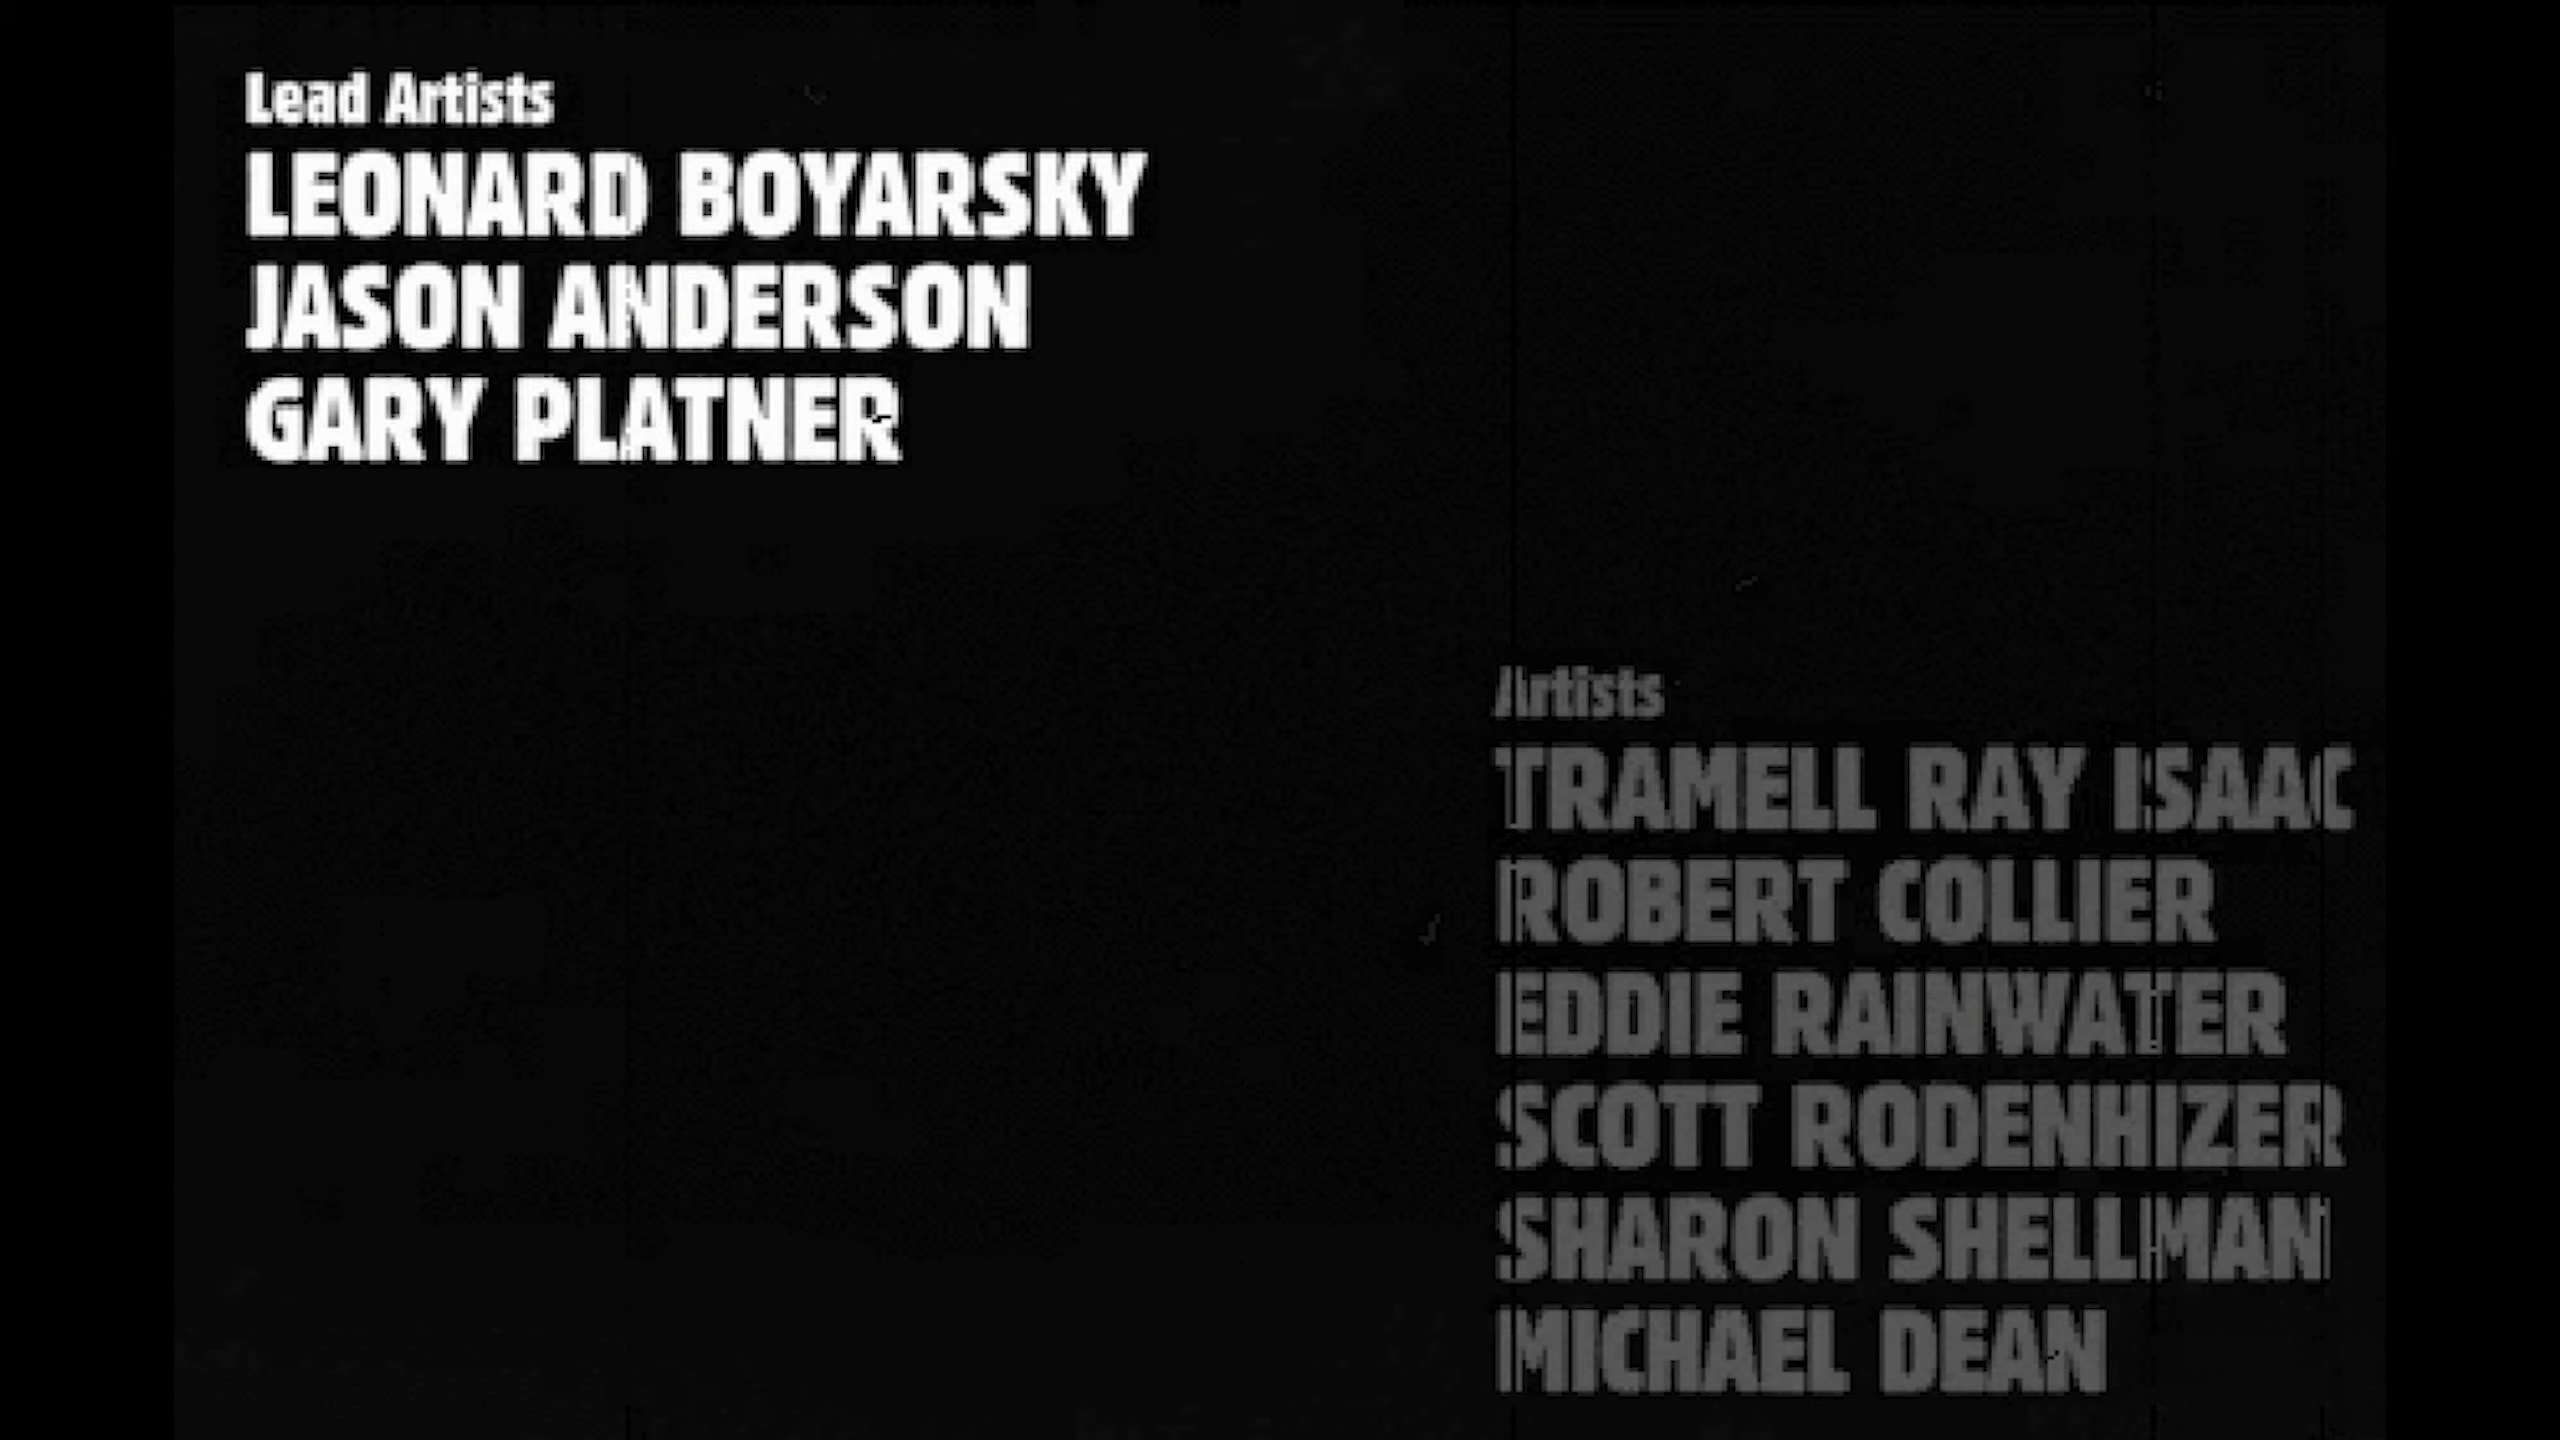 Lead Artists
LEONARD BOYARSKY
JASON ANDERSON
GARY PLATNER
Artists
TRAMELL RAY ISAAC
ROBERT COLLIER
EDDIE RAINWATER
SCOTT RODENHIZER
SHARON SHELLMAN
MICHAEL DEAN